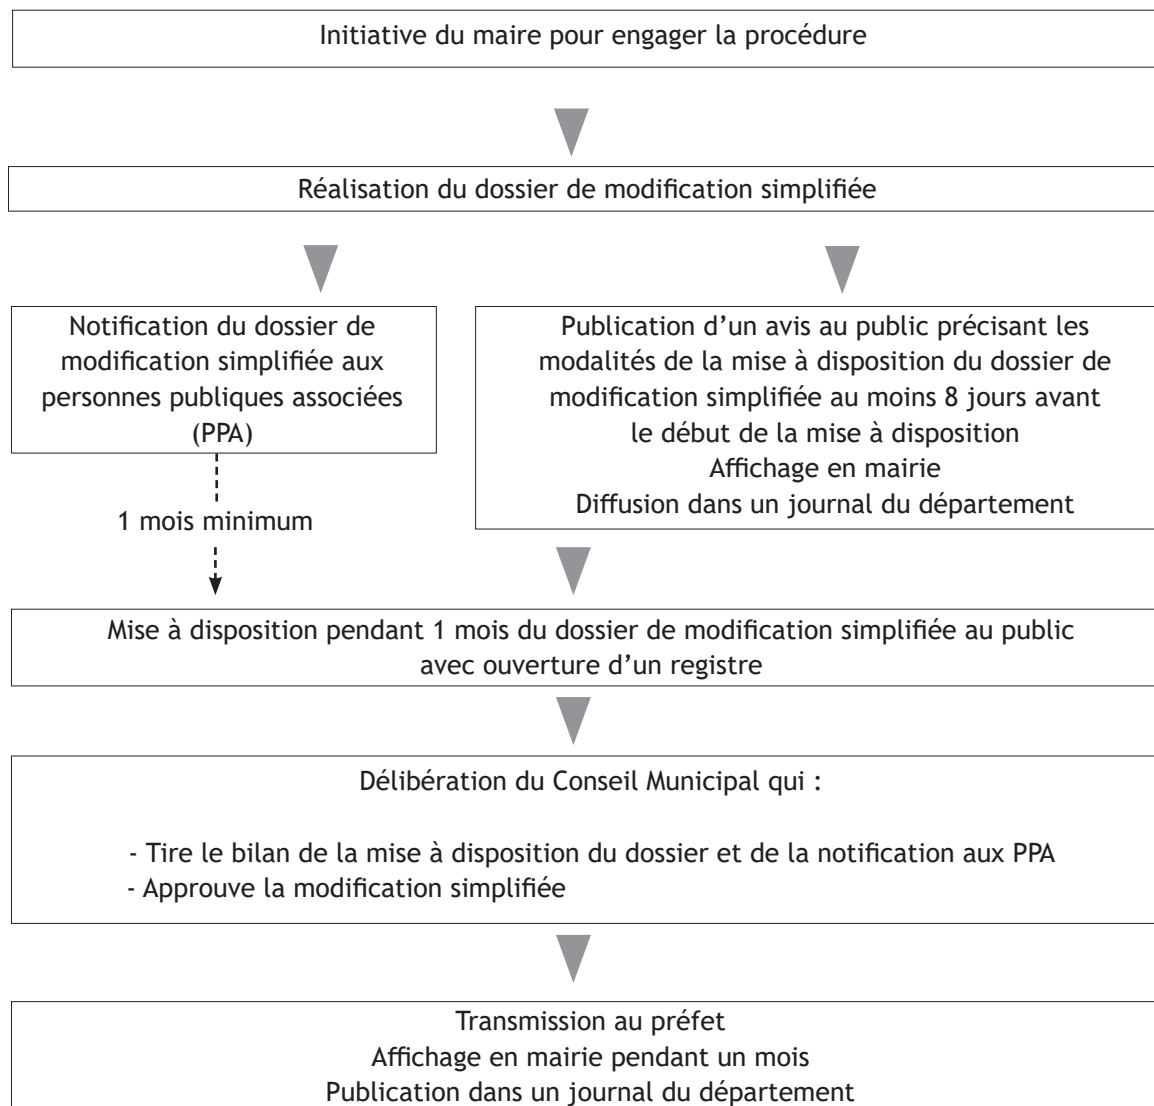 Initiative du maire pour engager la procédure
Réalisation du dossier de modification simplifiée
Notification du dossier de
modification simplifiée aux
personnes publiques associées
(PPA)
1 mois minimum
Publication d’un avis au public précisant les
modalités de la mise à disposition du dossier de
modification simplifiée au moins 8 jours avant
le début de la mise à disposition
Affichage en mairie
Diffusion dans un journal du département
Mise à disposition pendant 1 mois du dossier de modification simplifiée au public
avec ouverture d’un registre
Délibération du Conseil Municipal qui :
- Tire le bilan de la mise à disposition du dossier et de la notification aux PPA
- Approuve la modification simplifiée
Transmission au préfet
Affichage en mairie pendant un mois
Publication dans un journal du département